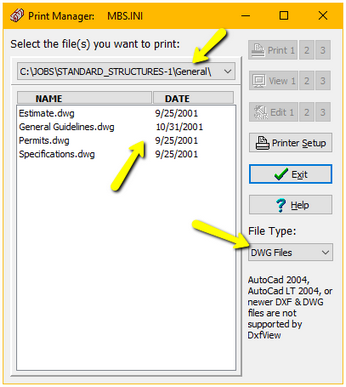 Print Manager: MBS.INI
Select the file(s) you want to print:
C:\JOBS\STANDARD_STRUCTURES-1\General\
NAME DATE
Estimate.dwg 9/25/2001
General Guidelines.dwg 10/31/2001
Permits.dwg 9/25/2001
Specifications.dwg 9/25/2001
Print 1 2 3
View 1 2 3
Edit 1 2 3
Printer Setup
Exit
? Help
File Type:
DWG Files
AutoCad 2004,
AutoCad LT 2004, or
newer DXF & DWG
files are not
supported by
DxfView